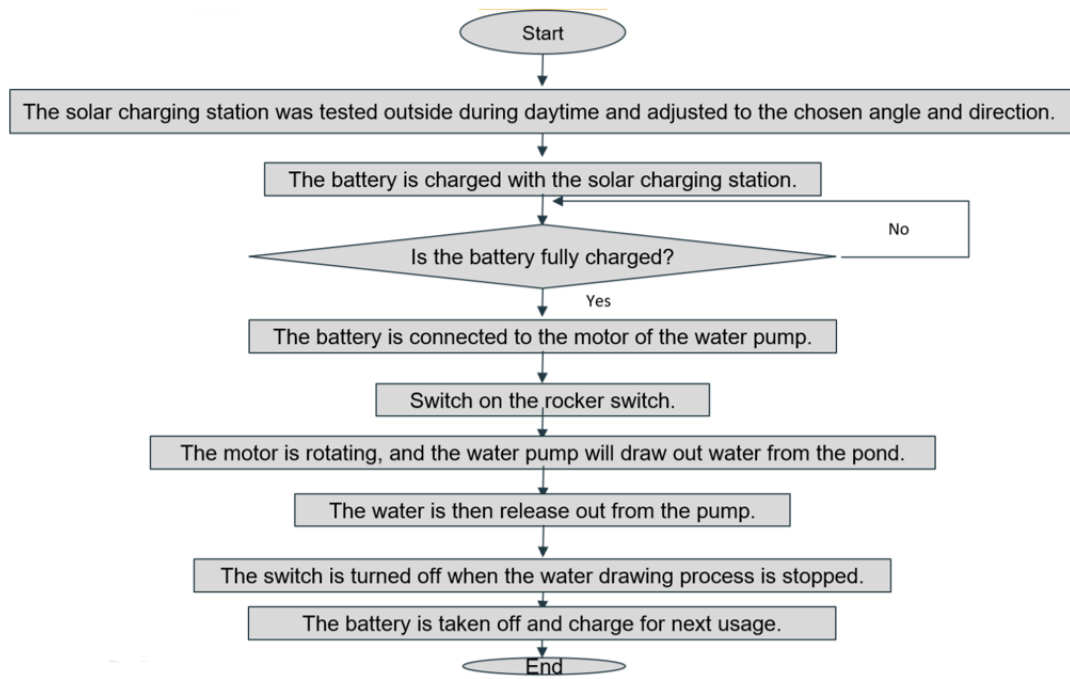 Start
The solar charging station was tested outside during daytime and adjusted to the chosen angle and direction.
The battery is charged with the solar charging station.
No
Is the battery fully charged?
Yes
The battery is connected to the motor of the water pump.
Switch on the rocker switch.
The motor is rotating, and the water pump will draw out water from the pond.
The water is then release out from the pump.
The switch is turned off when the water drawing process is stopped.
The battery is taken off and charge for next usage.
End